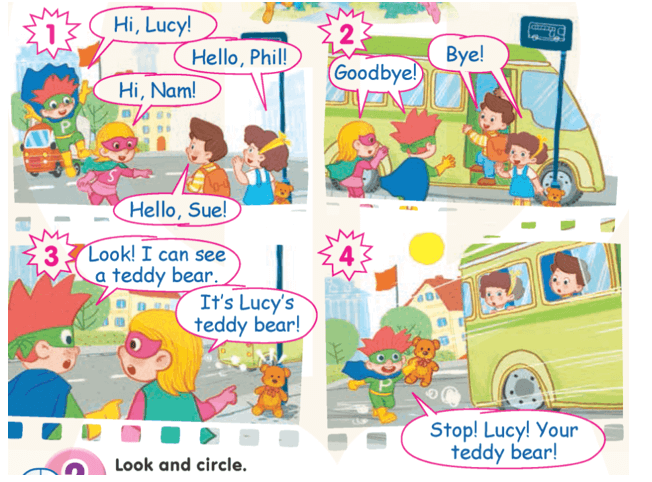 1
Hi, Lucy!
Hello, Phil!
Hi, Nam!
P
S
Hello, Sue!
2
Goodbye!
Bye!
3
Look! I can see
a teddy bear.
It's Lucy's
teddy bear!
4
P
Stop! Lucy! Your
teddy bear!
2
Look and circle.